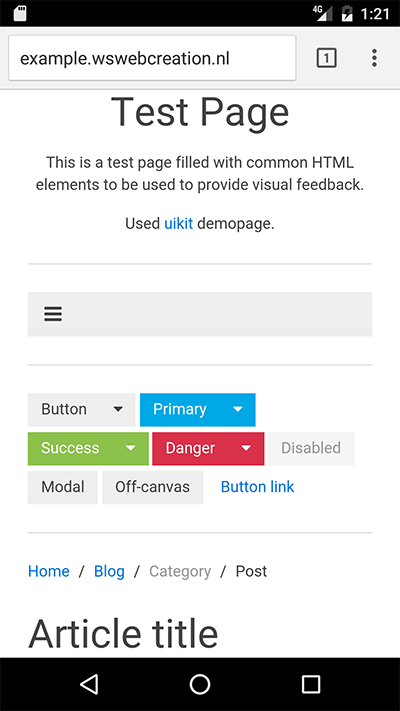 4G 1:21
example.wswebcreation.nl 1
Test Page
This is a test page filled with common HTML
elements to be used to provide visual feedback.
Used uikit demopage.
Button Primary
Success Danger Disabled
Modal Off-canvas Button link
Home / Blog / Category / Post
Article title